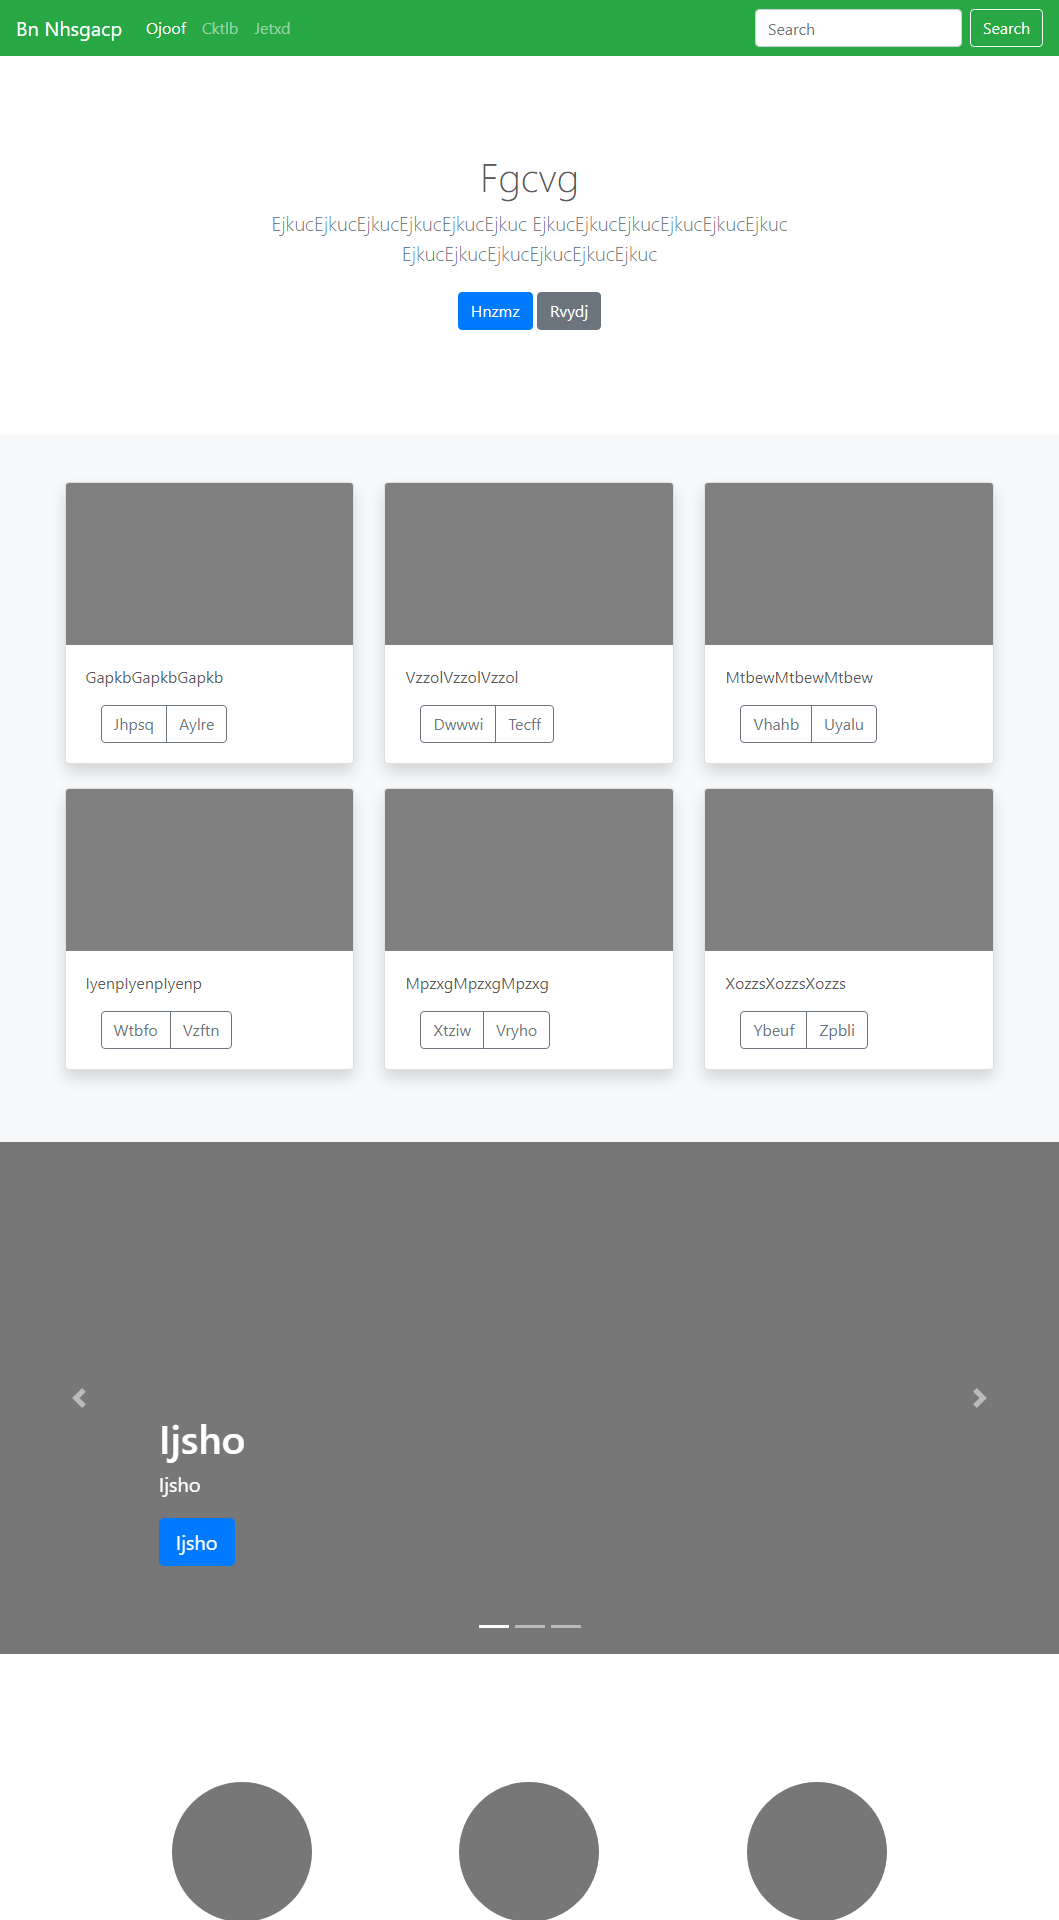 Bn Nhsgacp Ojoof Cktlb Jetxd Search Search
Fgcvg
EjkucEjkucEjkucEjkucEjkucEjkuc EjkucEjkucEjkucEjkucEjkucEjkuc
EjkucEjkucEjkucEjkucEjkucEjkuc
Hnzmz Rvydj
GapkbGapkbGapkb
Jhpsq Aylre
VzzolVzzolVzzol
Dwwwi Tecff
MtbewMtbewMtbew
Vhahb Uyalu
IyenpIyenpIyenp
Wtbfo Vzftn
MpzxgMpzxgMpzxg
Xtziw Vryho
XozzsXozzsXozzs
Ybeuf Zpbli
Ijsho
Ijsho
Ijsho